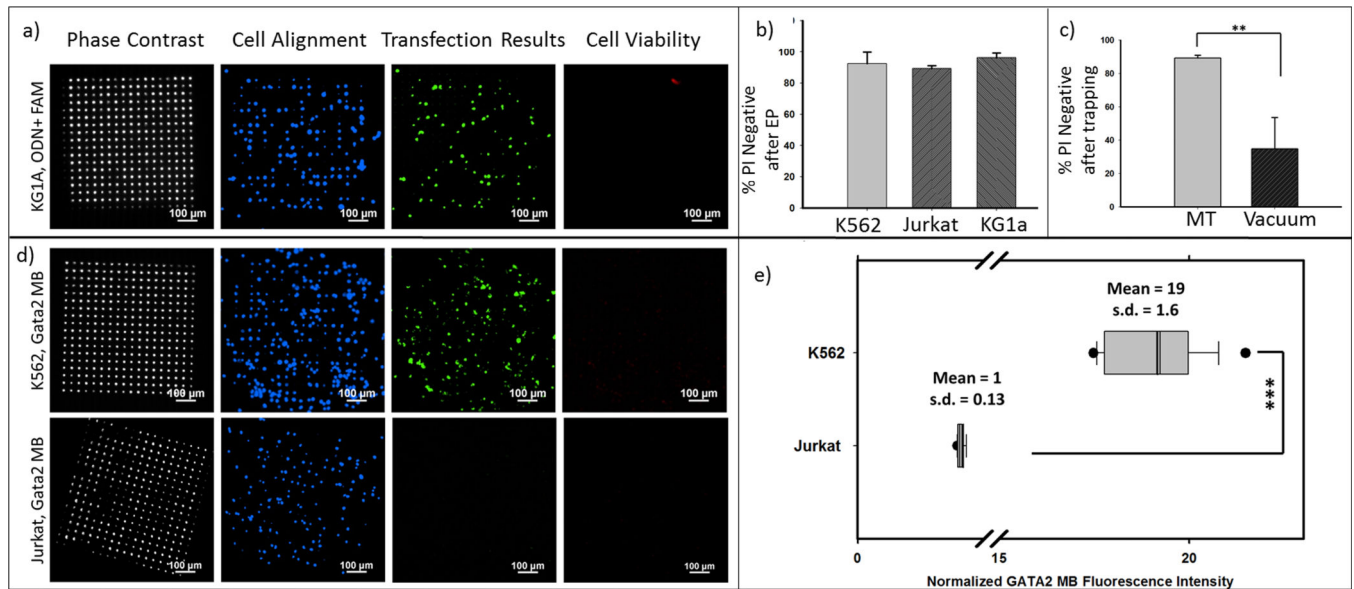 a)
Phase Contrast Cell Alignment Transfection Results Cell Viability
KG1A, ODN+ FAM
100 µm
100 µm
100 µm
100 µm
b)
% PI Negative
after EP
100
80
60
40
20
0
K562 Jurkat KG1a
c)
**
% PI Negative
after trapping
100
80
60
40
20
0
MT Vacuum
d)
K562, Gata2 MB
100 µm
100 µm
100 µm
100 µm
Jurkat, Gata2 MB
100 µm
100 µm
100 µm
100 µm
e)
Mean = 19
s.d. = 1.6
K562
***
Mean = 1
s.d. = 0.13
Jurkat
0 15 20
Normalized GATA2 MB Fluorescence Intensity